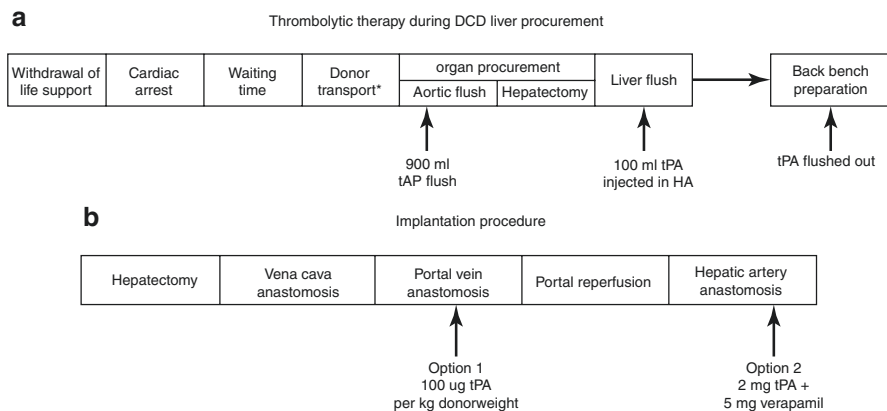 a
Thrombolytic therapy during DCD liver procurement
Withdrawal of
life support
Cardiac
arrest
Waiting
time
Donor
transport*
organ procurement
Aortic flush
Hepatectomy
Liver flush
Back bench
preparation
900 ml
tAP flush
100 ml tPA
injected in HA
tPA flushed out
b
Implantation procedure
Hepatectomy
Vena cava
anastomosis
Portal vein
anastomosis
Portal reperfusion
Hepatic artery
anastomosis
Option 1
100 ug tPA
per kg donorweight
Option 2
2 mg tPA +
5 mg verapamil